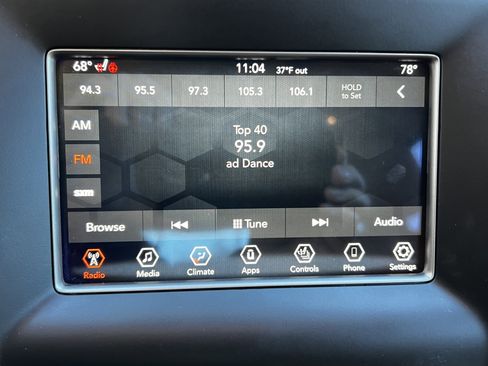 68° 11:04 37°F out 78°
94.3 95.5 97.3 105.3 106.1 HOLD to Set
AM
Top 40
95.9
FM
ad Dance
sxm
Browse Tune Audio
Radio Media Climate Apps Controls Phone Settings